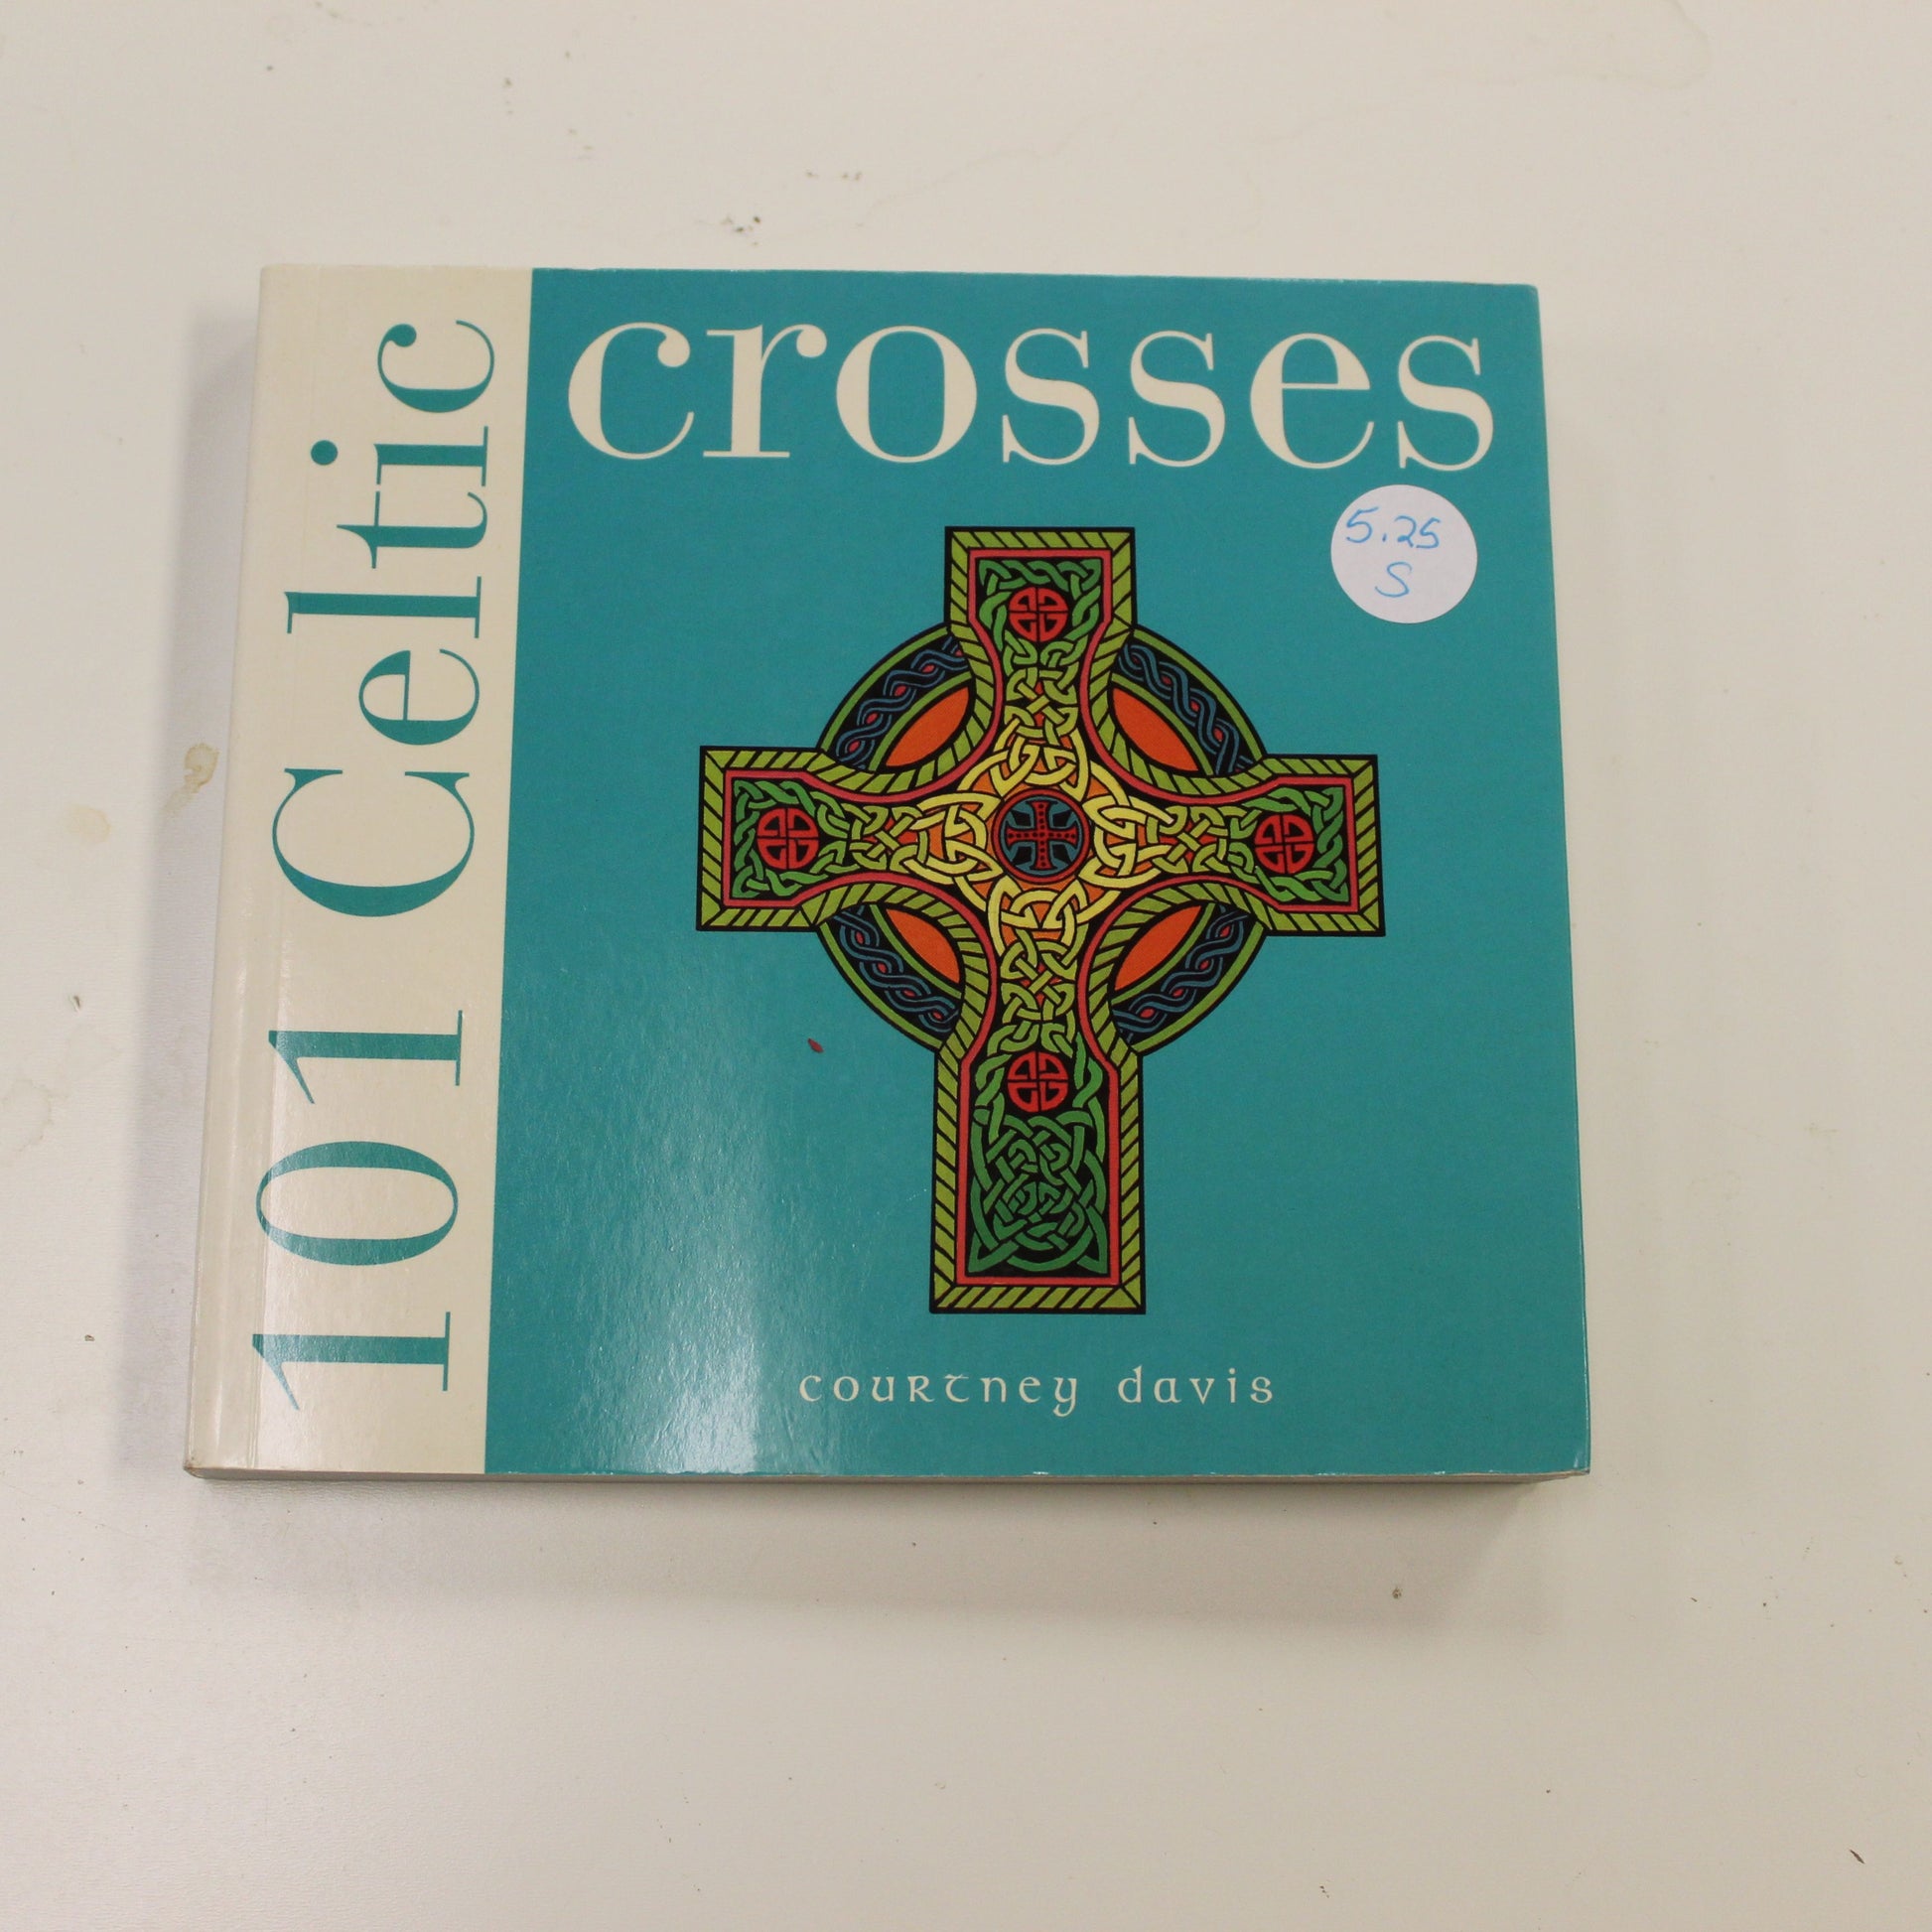 101 Celtic
crosses
5.25
S
courtney davis